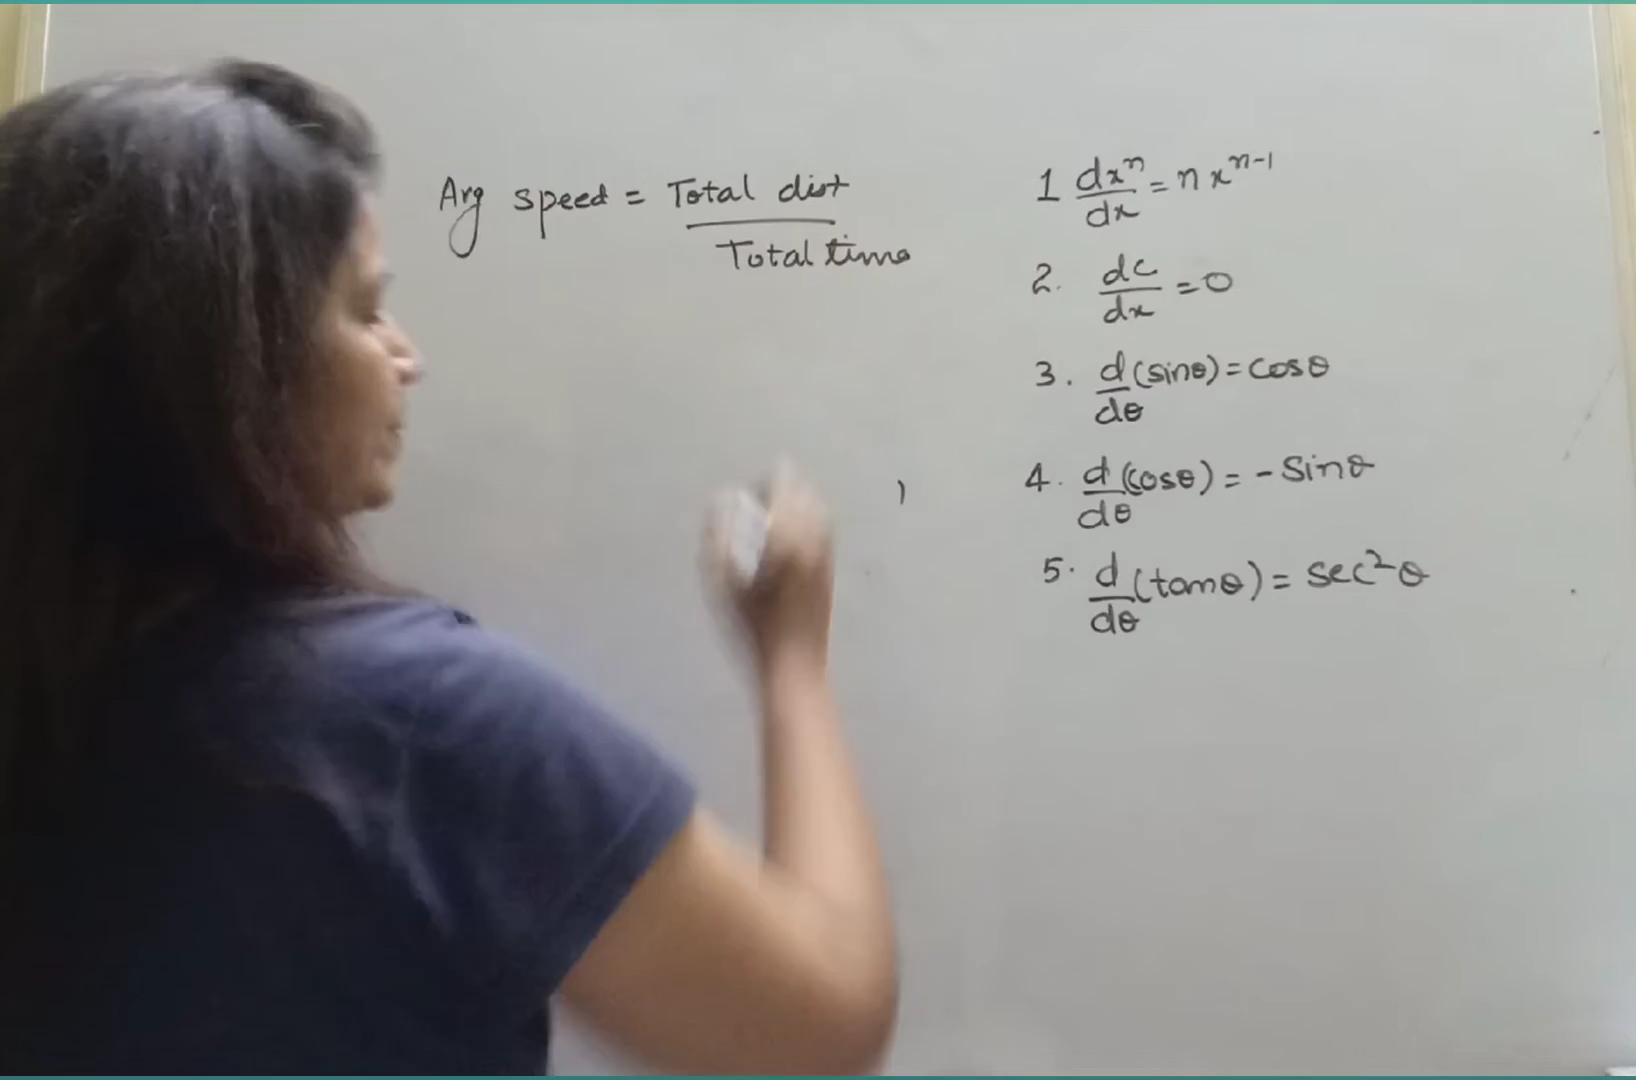 Avg speed = Total dist / Total time
1 dxⁿ/dx = n xⁿ⁻¹
2. dc/dx = 0
3. d/dθ (sinθ) = cosθ
4. d/dθ (cosθ) = - Sinθ
5. d/dθ (tanθ) = sec²θ